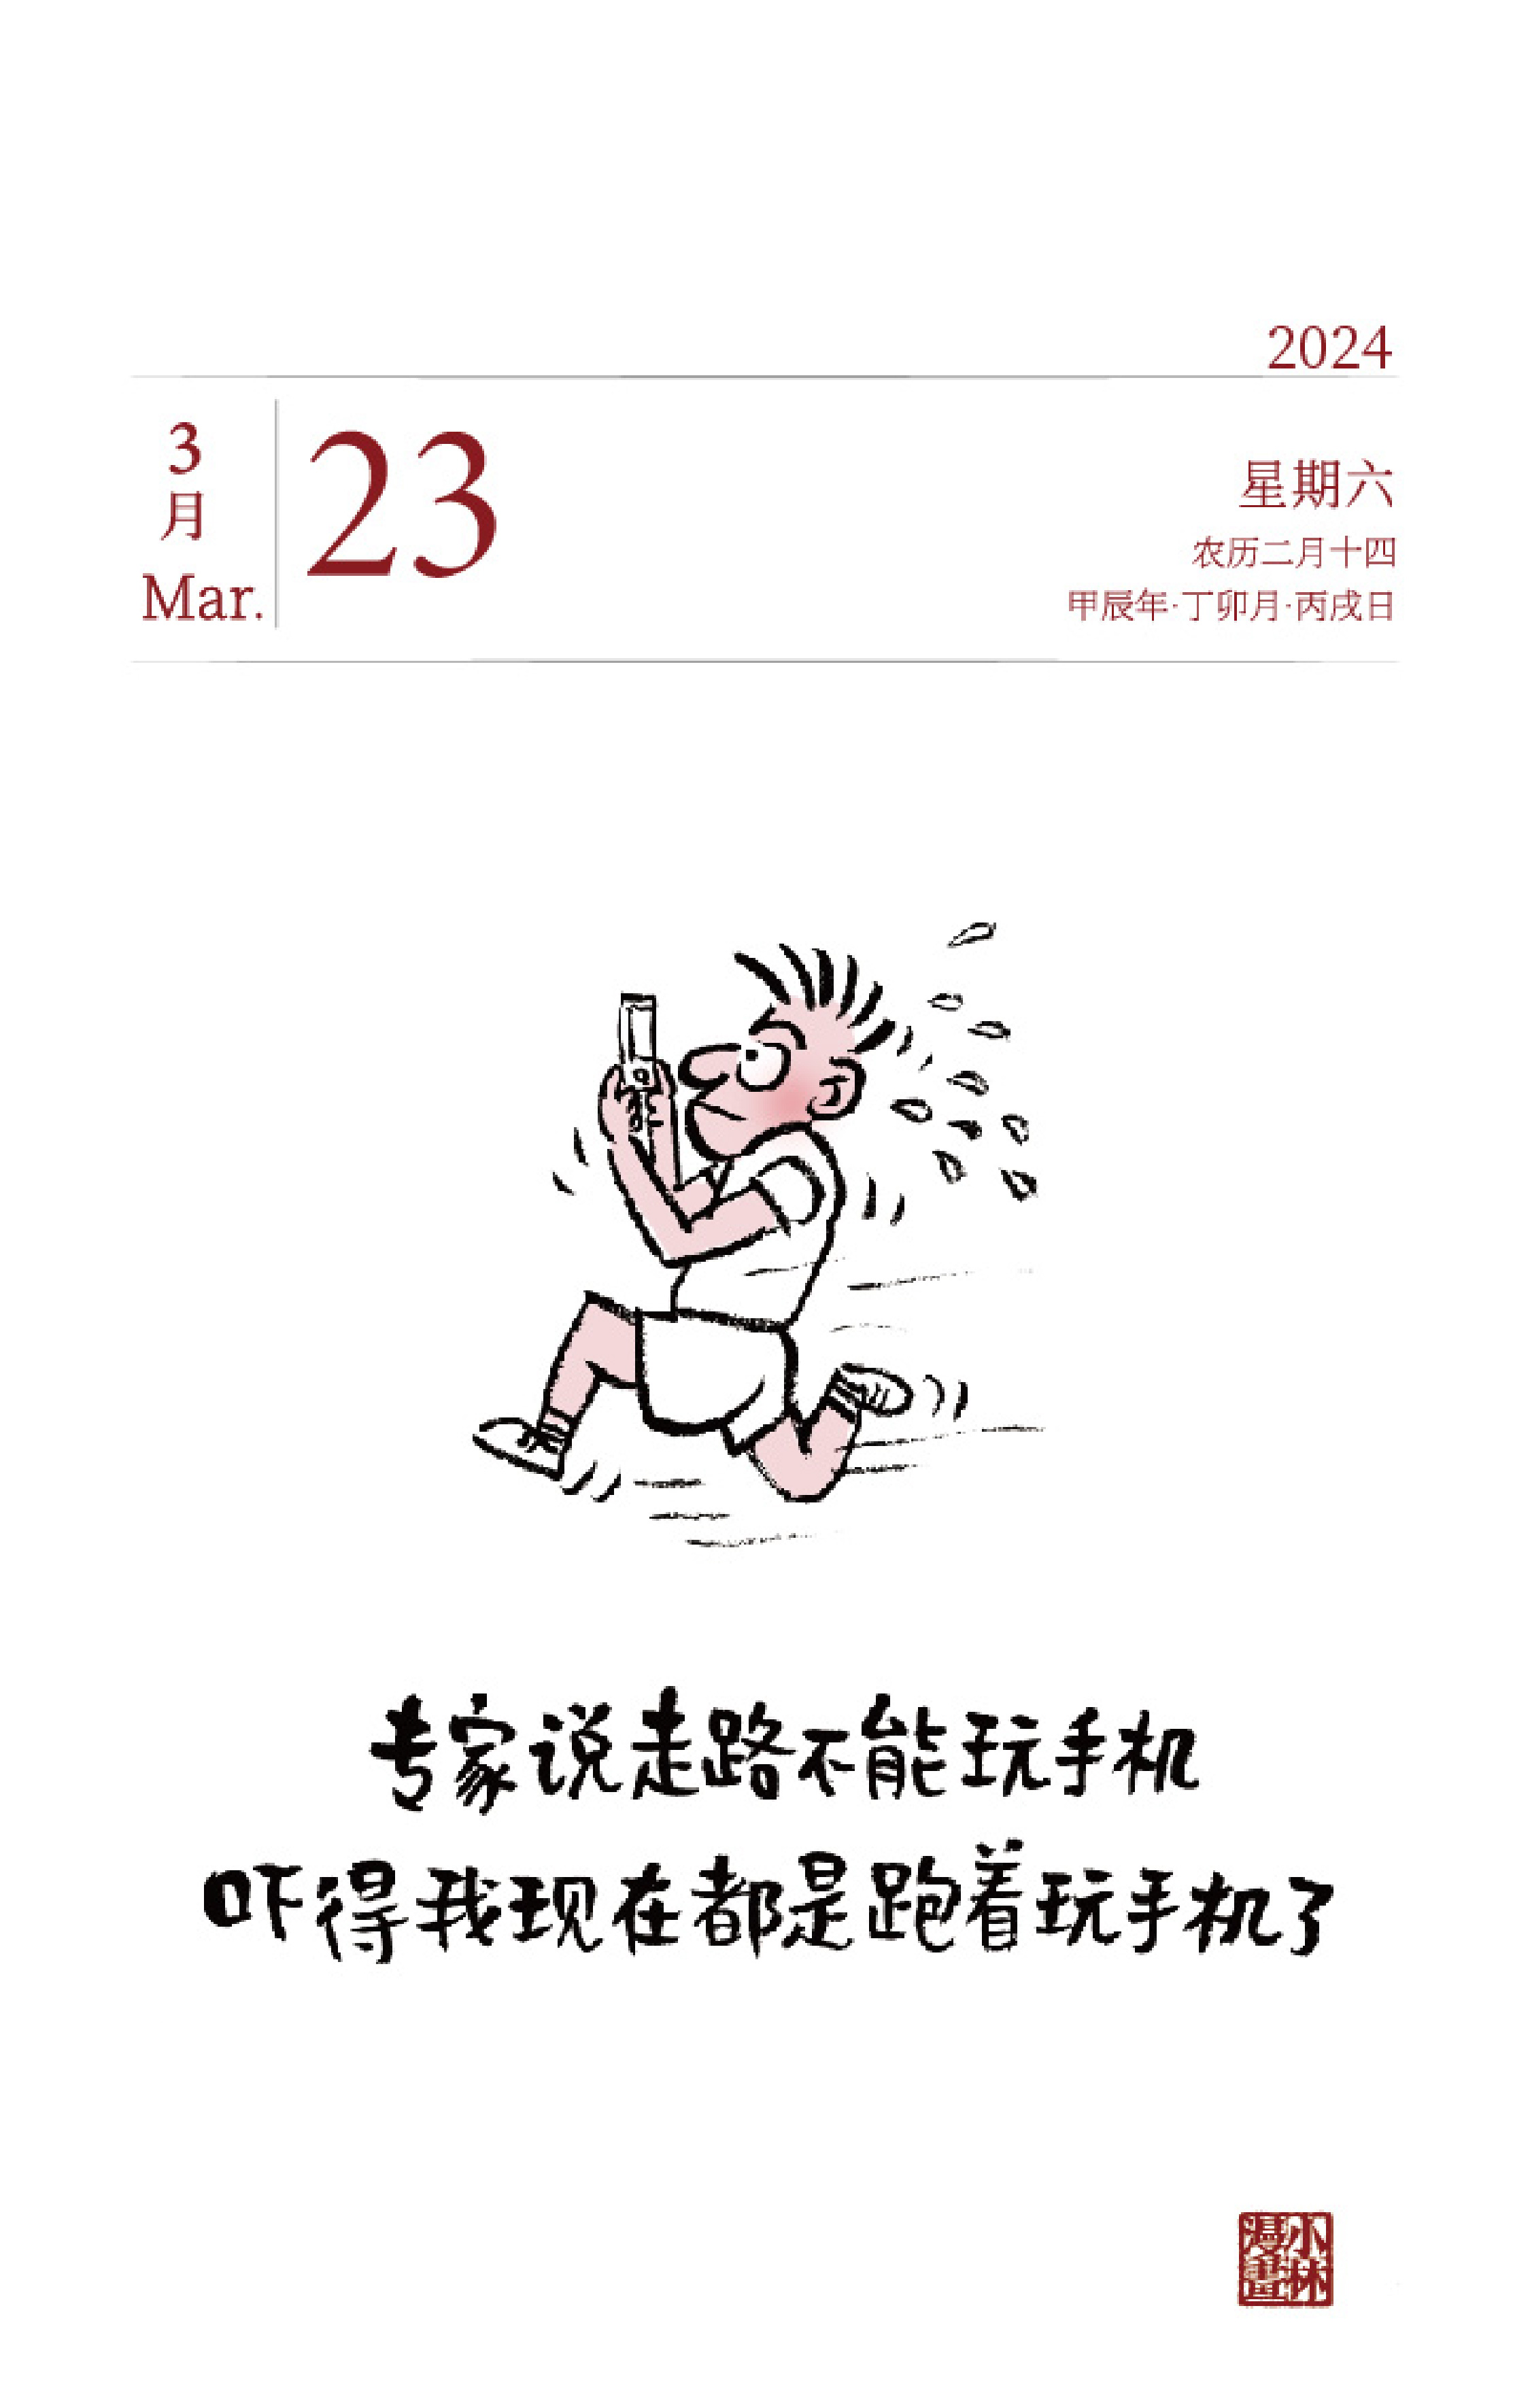 2024
3
月
Mar.
23
星期六
农历二月十四
甲辰年·丁卯月·丙戌日
专家说走路不能玩手机
吓得我现在都是跑着玩手机了
小林
漫畫